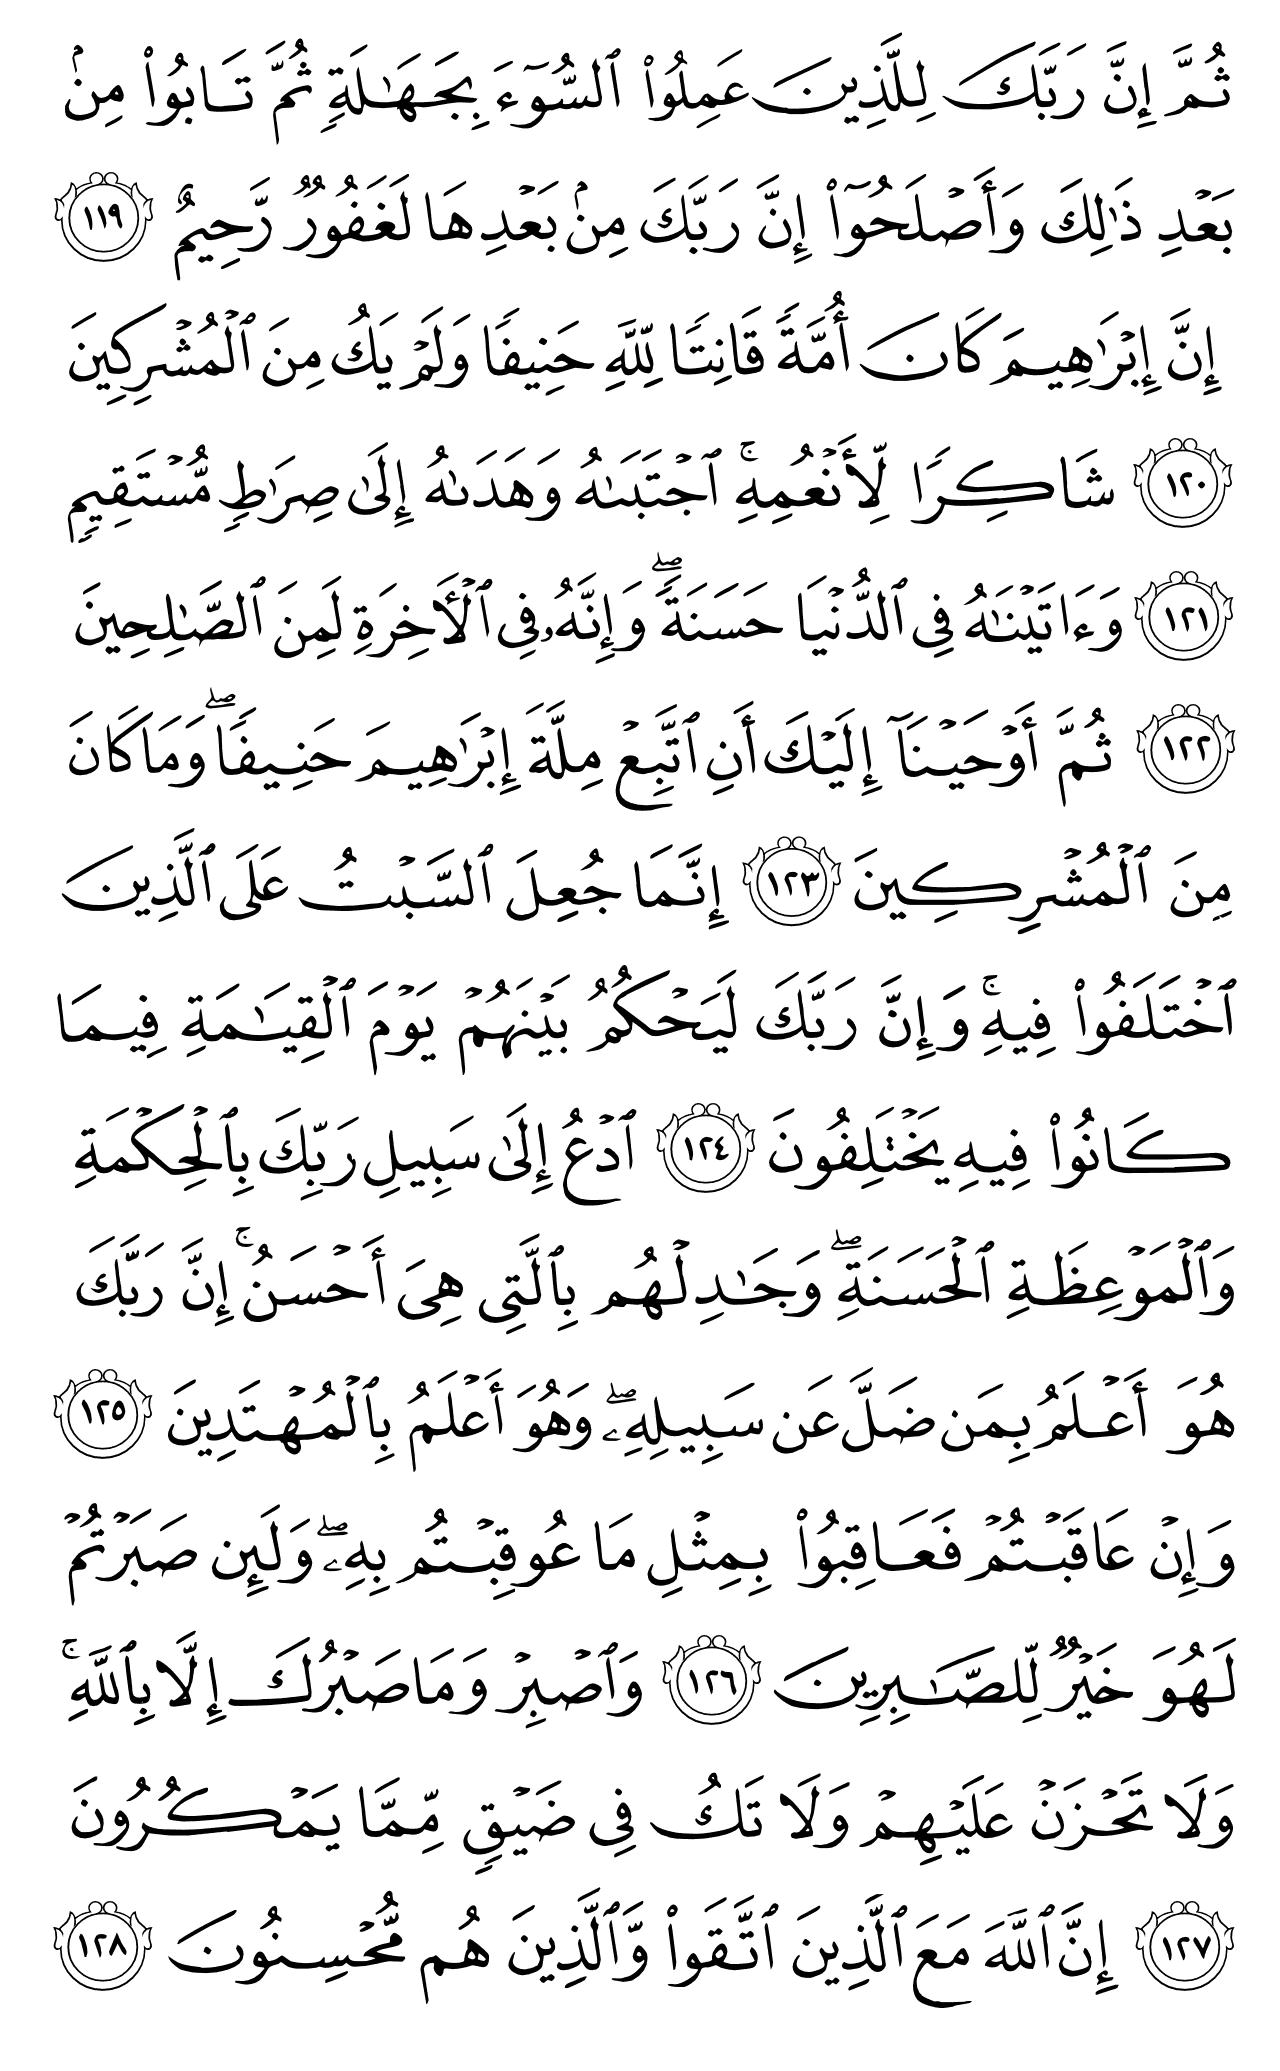 ثُمَّ إِنَّ رَبَّكَ لِلَّذِينَ عَمِلُوا۟ ٱلسُّوٓءَ بِجَهَـٰلَةٍ ثُمَّ تَابُوا۟ مِنۢ
بَعْدِ ذَٰلِكَ وَأَصْلَحُوٓا۟ إِنَّ رَبَّكَ مِنۢ بَعْدِهَا لَغَفُورٌ رَّحِيمٌ ١١٩
إِنَّ إِبْرَٰهِيمَ كَانَ أُمَّةً قَانِتًا لِّلَّهِ حَنِيفًا وَلَمْ يَكُ مِنَ ٱلْمُشْرِكِينَ
١٢٠ شَاكِرًا لِّأَنْعُمِهِ ۚ ٱجْتَبَىٰهُ وَهَدَىٰهُ إِلَىٰ صِرَٰطٍ مُّسْتَقِيمٍ
١٢١ وَءَاتَيْنَـٰهُ فِى ٱلدُّنْيَا حَسَنَةً ۖ وَإِنَّهُۥ فِى ٱلْـَٔاخِرَةِ لَمِنَ ٱلصَّـٰلِحِينَ
١٢٢ ثُمَّ أَوْحَيْنَآ إِلَيْكَ أَنِ ٱتَّبِعْ مِلَّةَ إِبْرَٰهِيمَ حَنِيفًا ۖ وَمَا كَانَ
مِنَ ٱلْمُشْرِكِينَ ١٢٣ إِنَّمَا جُعِلَ ٱلسَّبْتُ عَلَى ٱلَّذِينَ
ٱخْتَلَفُوا۟ فِيهِ ۚ وَإِنَّ رَبَّكَ لَيَحْكُمُ بَيْنَهُمْ يَوْمَ ٱلْقِيَـٰمَةِ فِيمَا
كَانُوا۟ فِيهِ يَخْتَلِفُونَ ١٢٤ ٱدْعُ إِلَىٰ سَبِيلِ رَبِّكَ بِٱلْحِكْمَةِ
وَٱلْمَوْعِظَةِ ٱلْحَسَنَةِ ۖ وَجَـٰدِلْهُم بِٱلَّتِى هِىَ أَحْسَنُ ۚ إِنَّ رَبَّكَ
هُوَ أَعْلَمُ بِمَن ضَلَّ عَن سَبِيلِهِۦ ۖ وَهُوَ أَعْلَمُ بِٱلْمُهْتَدِينَ ١٢٥
وَإِنْ عَاقَبْتُمْ فَعَاقِبُوا۟ بِمِثْلِ مَا عُوقِبْتُم بِهِۦ ۖ وَلَئِن صَبَرْتُمْ
لَهُوَ خَيْرٌ لِّلصَّـٰبِرِينَ ١٢٦ وَٱصْبِرْ وَمَا صَبْرُكَ إِلَّا بِٱللَّهِ ۚ
وَلَا تَحْزَنْ عَلَيْهِمْ وَلَا تَكُ فِى ضَيْقٍ مِّمَّا يَمْكُرُونَ
١٢٧ إِنَّ ٱللَّهَ مَعَ ٱلَّذِينَ ٱتَّقَوا۟ وَّٱلَّذِينَ هُم مُّحْسِنُونَ ١٢٨